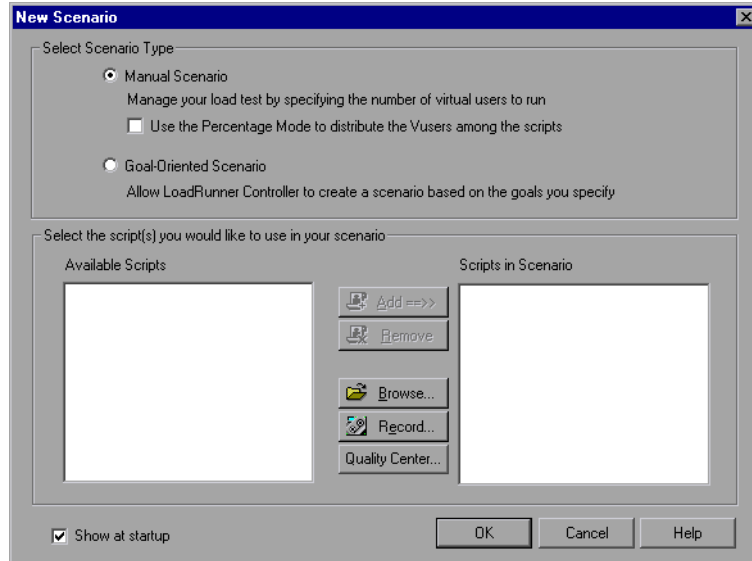 New Scenario
Select Scenario Type
Manual Scenario
Manage your load test by specifying the number of virtual users to run
Use the Percentage Mode to distribute the Vusers among the scripts
Goal-Oriented Scenario
Allow LoadRunner Controller to create a scenario based on the goals you specify
Select the script(s) you would like to use in your scenario
Available Scripts
Scripts in Scenario
Add ==>>
Remove
Browse...
Record...
Quality Center...
Show at startup
OK
Cancel
Help